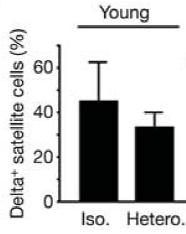 Young
Delta⁺ satellite cells (%)
60
40
20
0
Iso. Hetero.